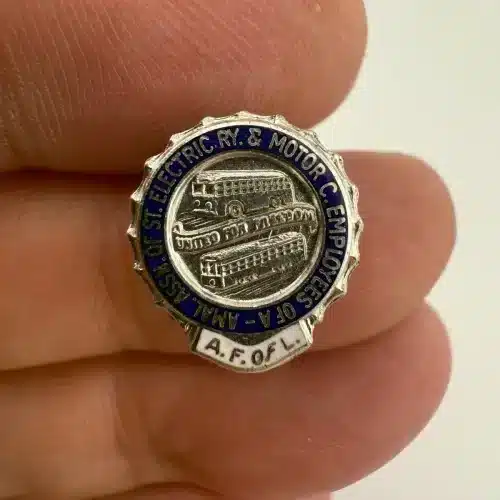 AMAL. ASS'N. OF ST. ELECTRIC RY. & MOTOR C. EMPLOYEES OF A -
UNITED FOR FREEDOM
A.F. OF L.